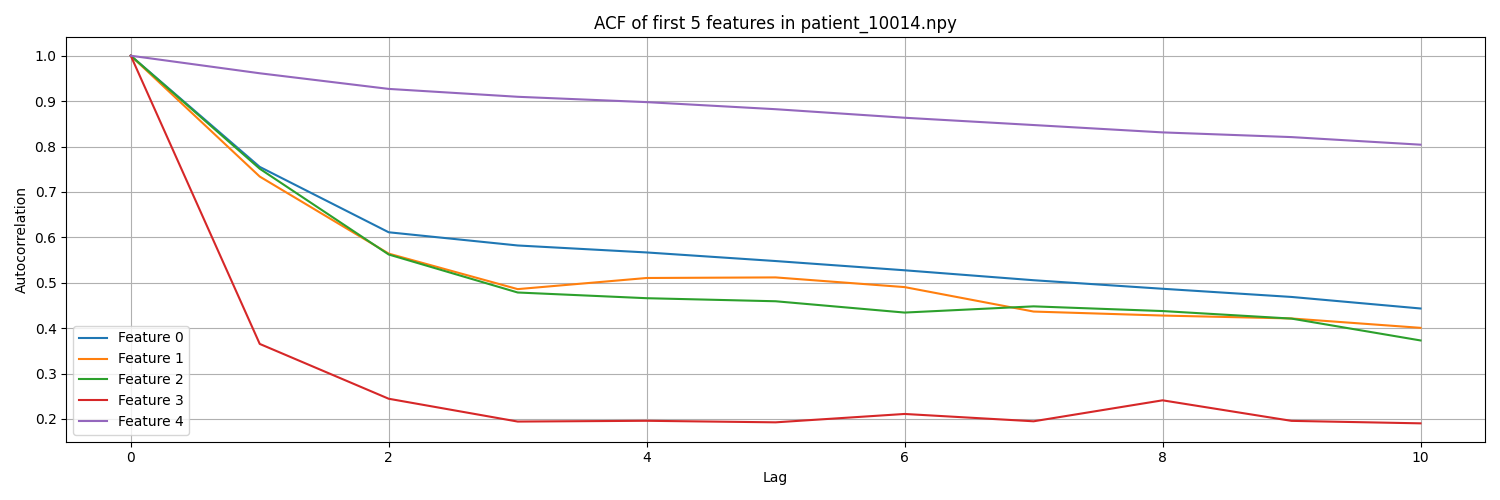 ACF of first 5 features in patient_10014.npy
Autocorrelation
1.0
0.9
0.8
0.7
0.6
0.5
0.4
0.3
0.2
Feature 0
Feature 1
Feature 2
Feature 3
Feature 4
0 2 4 6 8 10
Lag